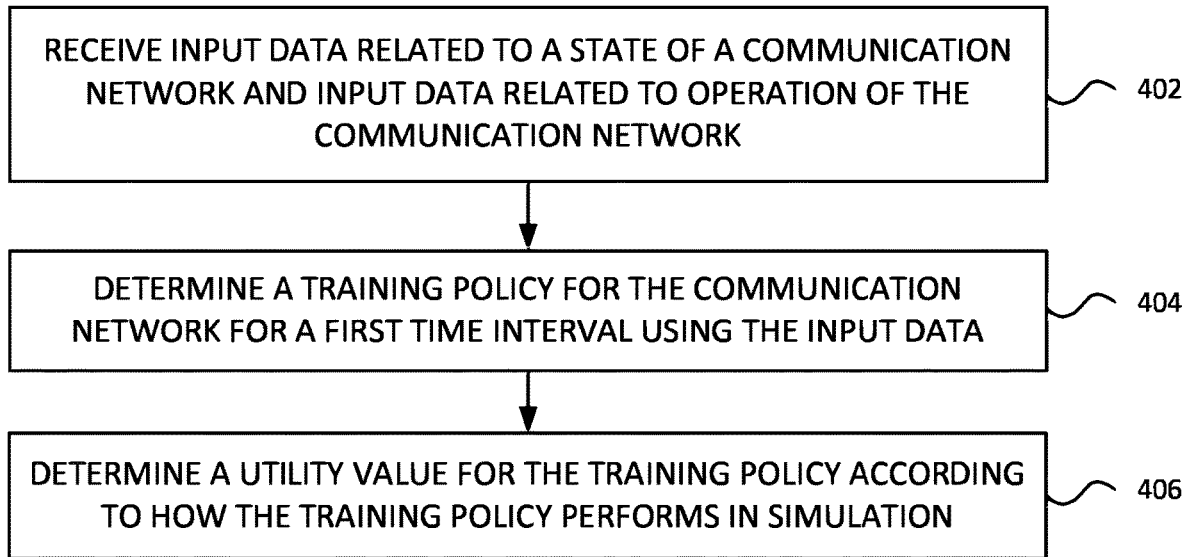 RECEIVE INPUT DATA RELATED TO A STATE OF A COMMUNICATION
NETWORK AND INPUT DATA RELATED TO OPERATION OF THE
COMMUNICATION NETWORK
402
DETERMINE A TRAINING POLICY FOR THE COMMUNICATION
NETWORK FOR A FIRST TIME INTERVAL USING THE INPUT DATA
404
DETERMINE A UTILITY VALUE FOR THE TRAINING POLICY ACCORDING
TO HOW THE TRAINING POLICY PERFORMS IN SIMULATION
406